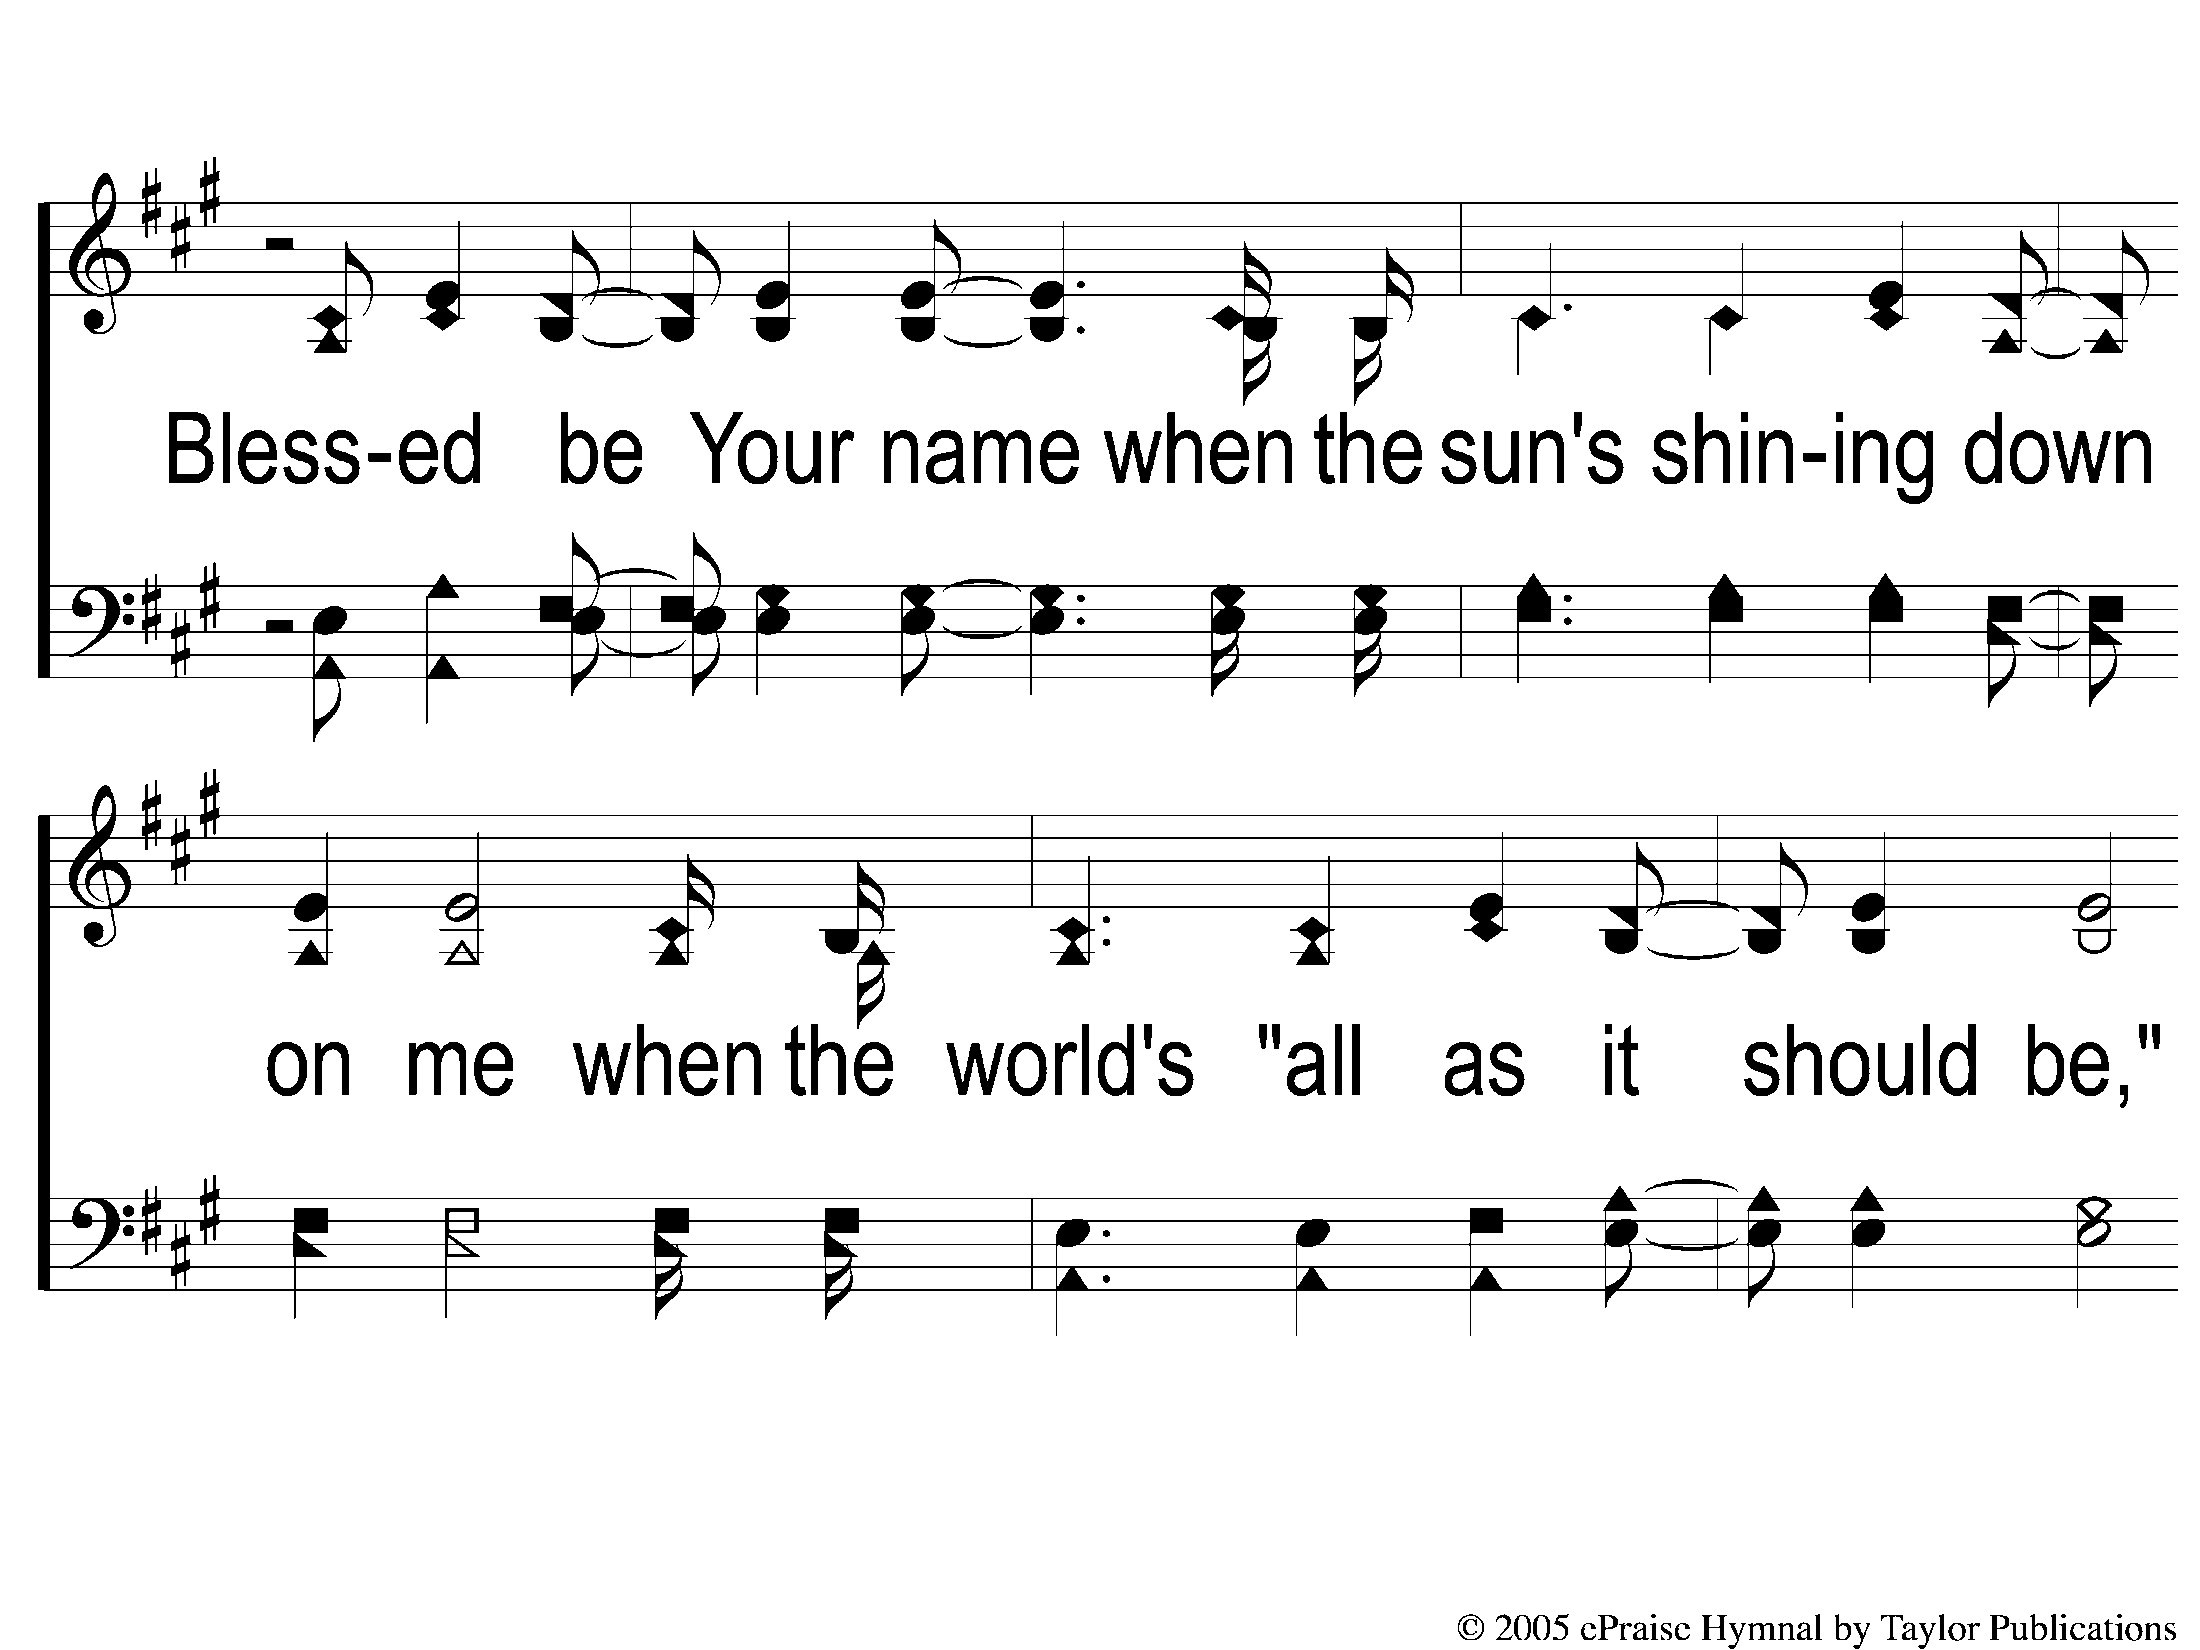 Bless-ed be Your name when the sun's shin-ing down
on me when the world's "all as it should be,"
© 2005 ePraise Hymnal by Taylor Publications